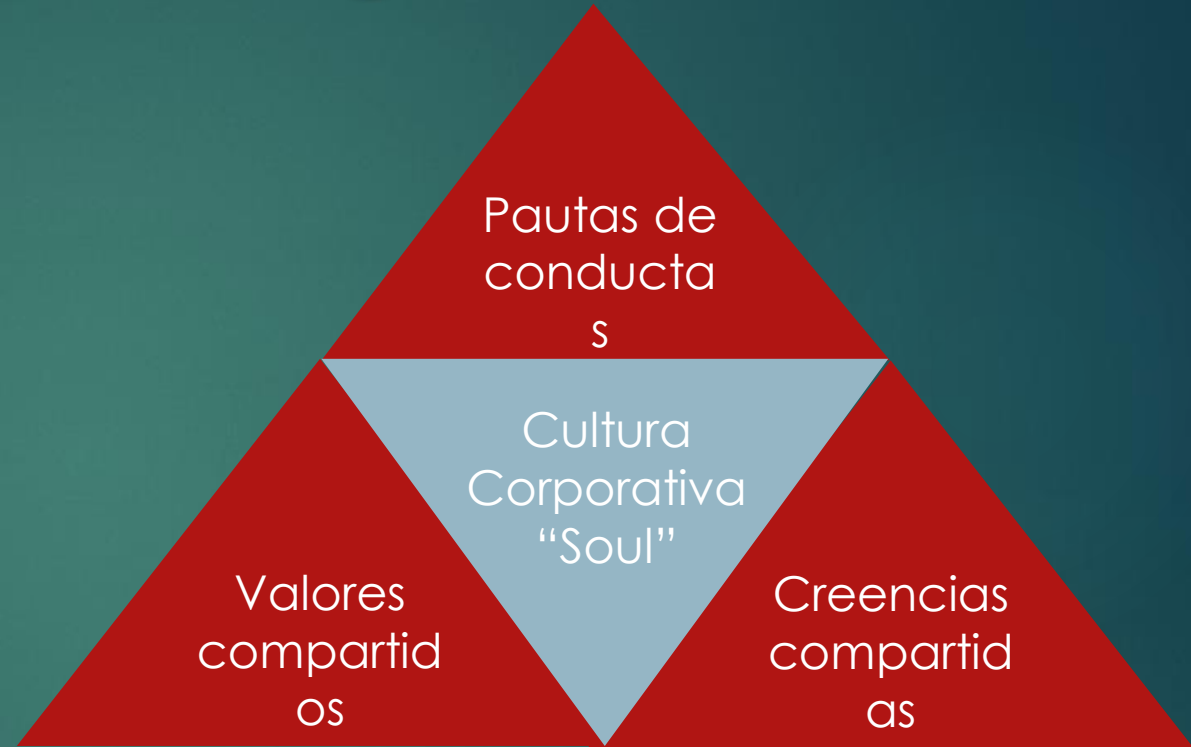 Pautas de
conducta
s
Cultura
Corporativa
“Soul”
Valores
compartid
os
Creencias
compartid
as